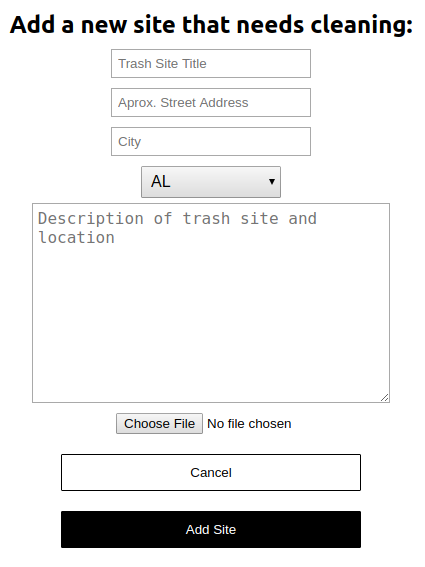 Add a new site that needs cleaning:
Trash Site Title
Aprox. Street Address
City
AL
Description of trash site and
location
Choose File No file chosen
Cancel
Add Site